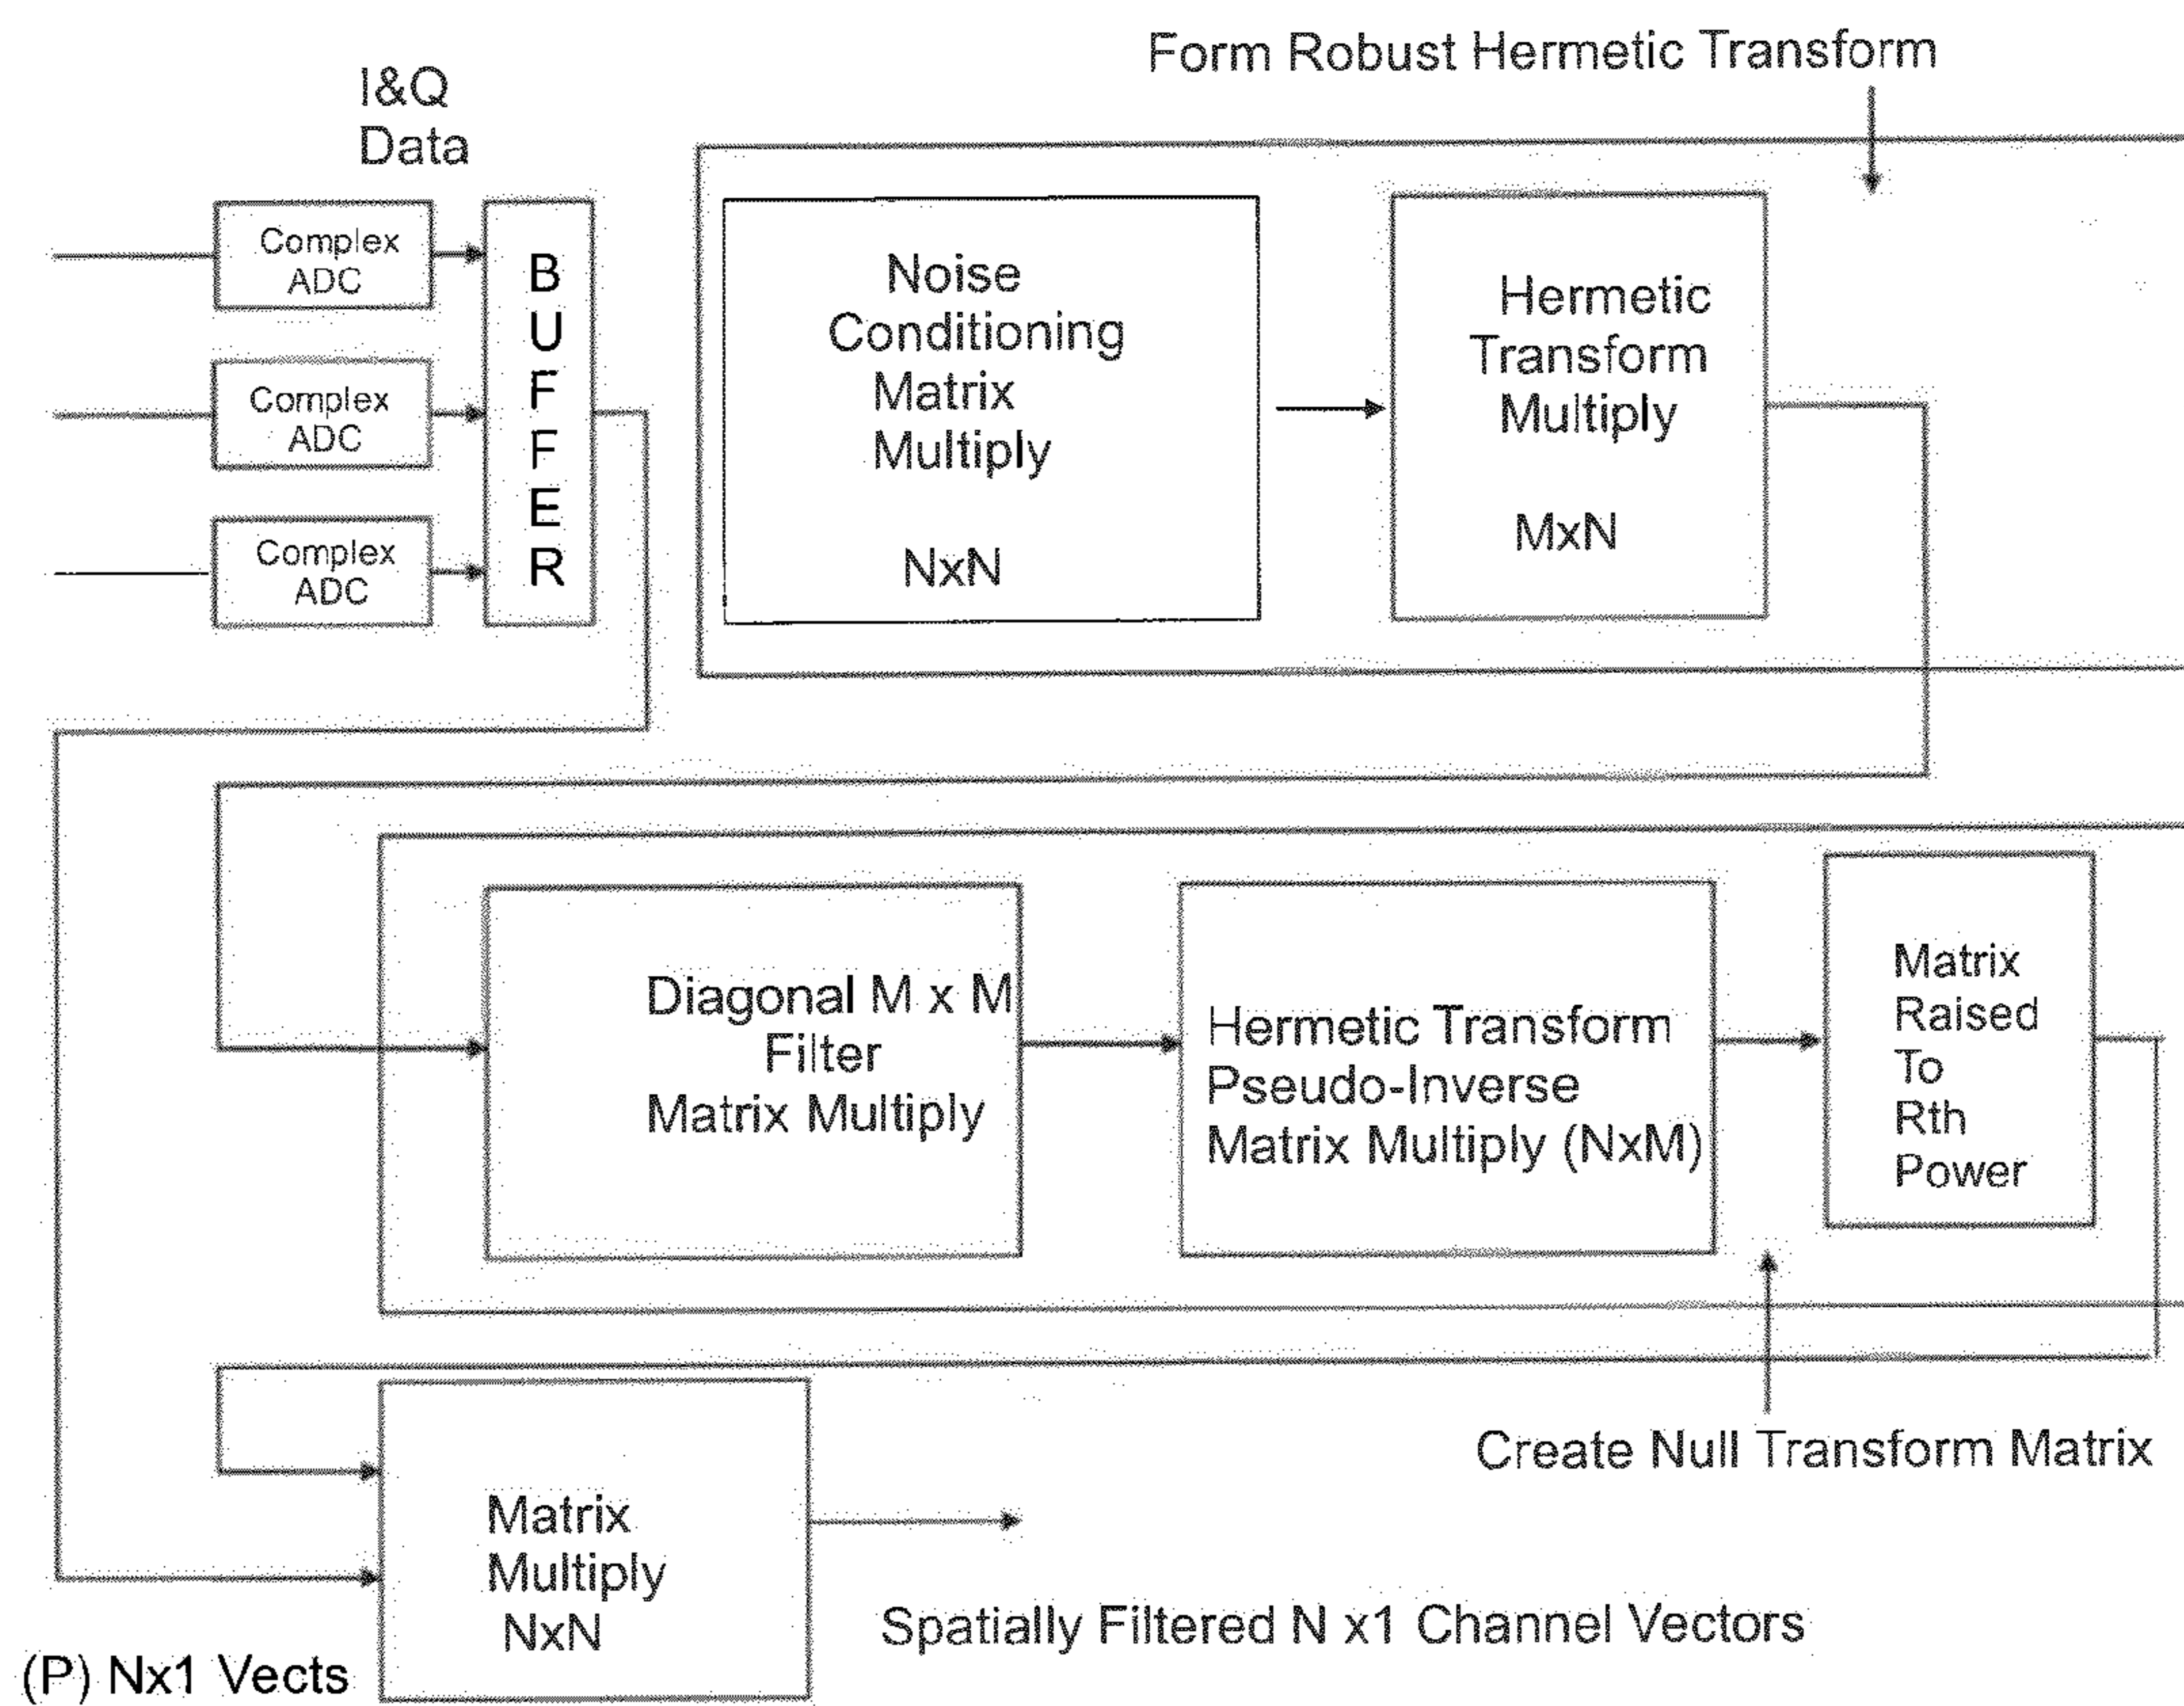 Form Robust Hermetic Transform
I&Q
Data
Complex
ADC
Complex
ADC
Complex
ADC
B
U
F
F
E
R
Noise
Conditioning
Matrix
Multiply
NxN
Hermetic
Transform
Multiply
MxN
Diagonal M x M
Filter
Matrix Multiply
Hermetic Transform
Pseudo-Inverse
Matrix Multiply (NxM)
Matrix
Raised
To
Rth
Power
Create Null Transform Matrix
Matrix
Multiply
NxN
Spatially Filtered N x1 Channel Vectors
(P) Nx1 Vects